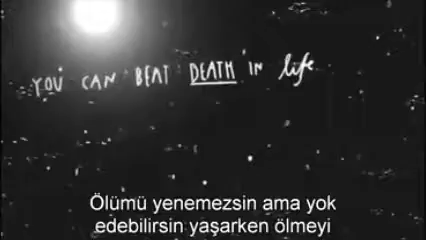 YOU CAN BEAT DEATH IN life
Ölümü yenemezsin ama yok
edebilirsin yaşarken ölmeyi